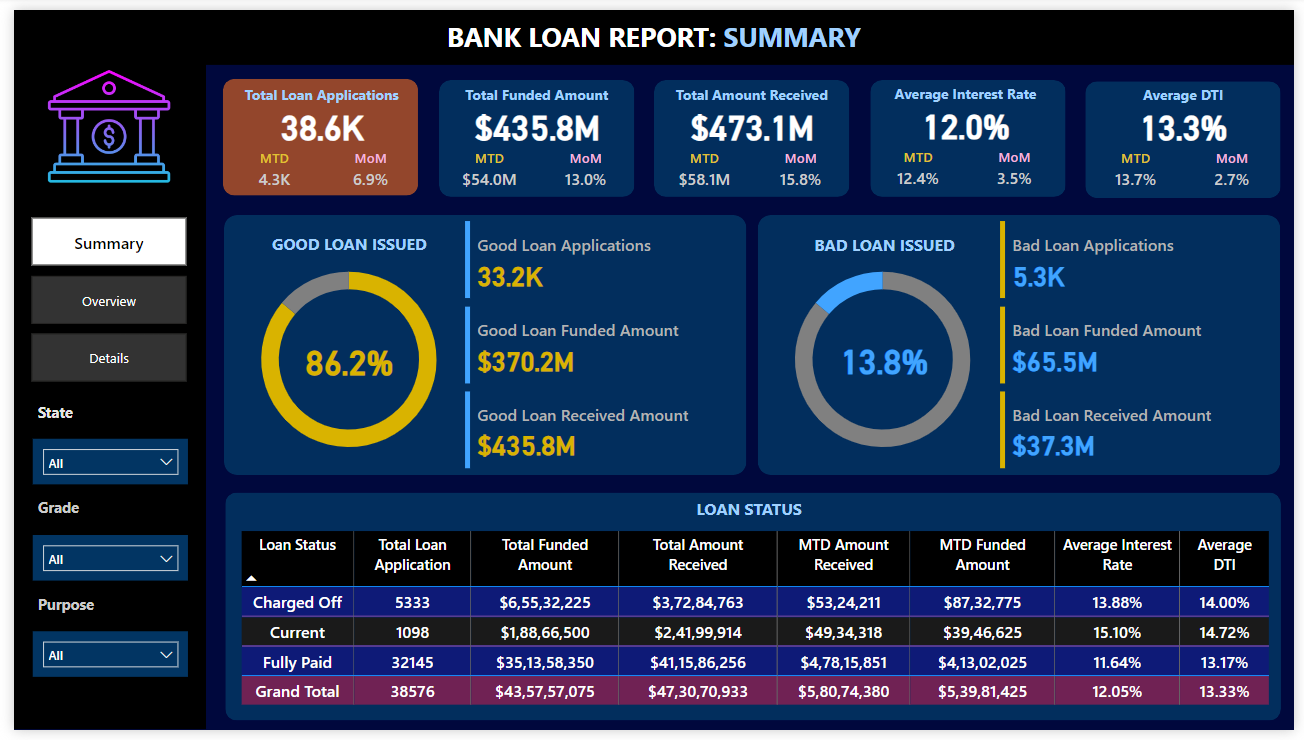 BANK LOAN REPORT: SUMMARY
$
Summary
Overview
Details
State
All
Grade
All
Purpose
All
Total Loan Applications
38.6K
MTD MoM
4.3K 6.9%
Total Funded Amount
$435.8M
MTD MoM
$54.0M 13.0%
Total Amount Received
$473.1M
MTD MoM
$58.1M 15.8%
Average Interest Rate
12.0%
MTD MoM
12.4% 3.5%
Average DTI
13.3%
MTD MoM
13.7% 2.7%
GOOD LOAN ISSUED
86.2%
Good Loan Applications
33.2K
Good Loan Funded Amount
$370.2M
Good Loan Received Amount
$435.8M
BAD LOAN ISSUED
13.8%
Bad Loan Applications
5.3K
Bad Loan Funded Amount
$65.5M
Bad Loan Received Amount
$37.3M
LOAN STATUS
Loan Status Total Loan Total Funded Total Amount MTD Amount MTD Funded Average Interest Average
Application Amount Received Received Amount Rate DTI
Charged Off 5333 $6,55,32,225 $3,72,84,763 $53,24,211 $87,32,775 13.88% 14.00%
Current 1098 $1,88,66,500 $2,41,99,914 $49,34,318 $39,46,625 15.10% 14.72%
Fully Paid 32145 $35,13,58,350 $41,15,86,256 $4,78,15,851 $4,13,02,025 11.64% 13.17%
Grand Total 38576 $43,57,57,075 $47,30,70,933 $5,80,74,380 $5,39,81,425 12.05% 13.33%